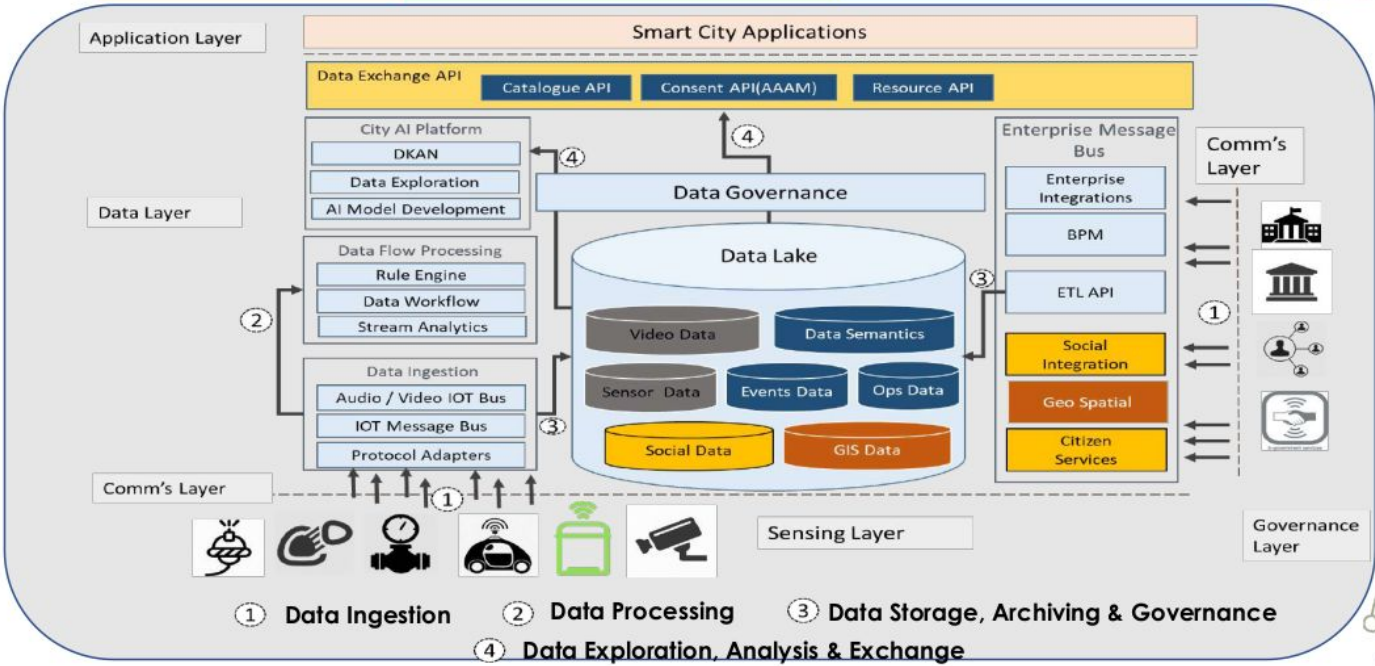 Application Layer
Smart City Applications
Data Exchange API
Catalogue API
Consent API(AAAM)
Resource API
City AI Platform
DKAN
Data Exploration
AI Model Development
Data Layer
Data Flow Processing
Rule Engine
Data Workflow
Stream Analytics
Data Ingestion
Audio / Video IOT Bus
IOT Message Bus
Protocol Adapters
2
4
4
3
3
Data Governance
Data Lake
Video Data
Data Semantics
Sensor Data
Events Data
Ops Data
Social Data
GIS Data
Enterprise Message
Bus
Enterprise
Integrations
BPM
ETL API
Social
Integration
Geo Spatial
Citizen
Services
Comm's
Layer
1
Comm's Layer
1
Sensing Layer
Governance
Layer
1 Data Ingestion
2 Data Processing
3 Data Storage, Archiving & Governance
4 Data Exploration, Analysis & Exchange